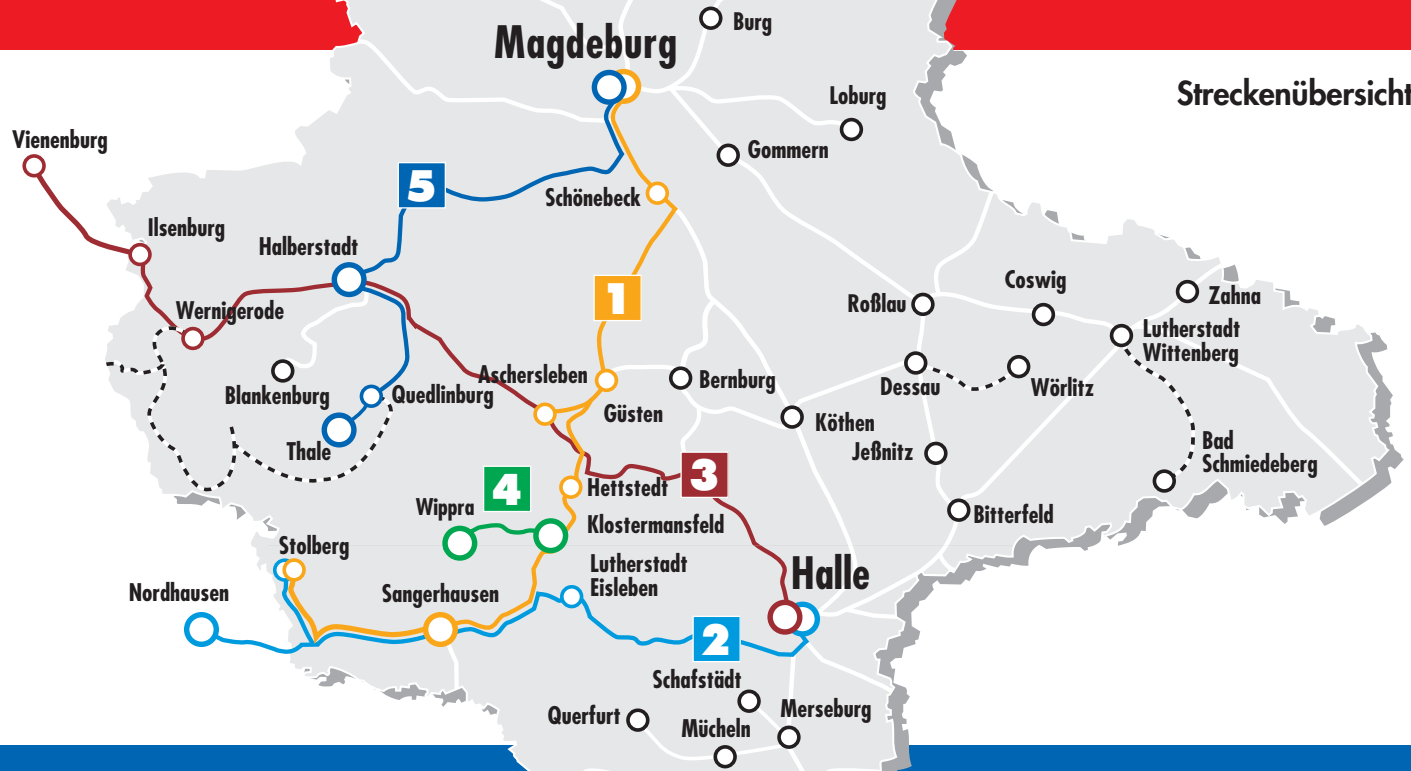 Burg
Magdeburg
Streckenübersicht
Loburg
Vienenburg
Gommern
5
Schönebeck
Ilsenburg
Halberstadt
Coswig
1
Zahna
Roßlau
Wernigerode
Lutherstadt
Wittenberg
Aschersleben
Bernburg
Dessau
Wörlitz
Blankenburg
Quedlinburg
Güsten
Köthen
Thale
Jeßnitz
Bad
Schmiedeberg
3
4
Hettstedt
Wippra
Bitterfeld
Klostermansfeld
Stolberg
Lutherstadt
Eisleben
Halle
Nordhausen
Sangerhausen
2
Schafstädt
Merseburg
Querfurt
Mücheln